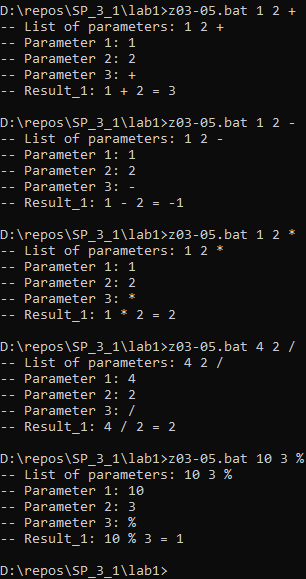 D:\repos\SP_3_1\lab1>z03-05.bat 1 2 +
-- List of parameters: 1 2 +
-- Parameter 1: 1
-- Parameter 2: 2
-- Parameter 3: +
-- Result_1: 1 + 2 = 3
D:\repos\SP_3_1\lab1>z03-05.bat 1 2 -
-- List of parameters: 1 2 -
-- Parameter 1: 1
-- Parameter 2: 2
-- Parameter 3: -
-- Result_1: 1 - 2 = -1
D:\repos\SP_3_1\lab1>z03-05.bat 1 2 *
-- List of parameters: 1 2 *
-- Parameter 1: 1
-- Parameter 2: 2
-- Parameter 3: *
-- Result_1: 1 * 2 = 2
D:\repos\SP_3_1\lab1>z03-05.bat 4 2 /
-- List of parameters: 4 2 /
-- Parameter 1: 4
-- Parameter 2: 2
-- Parameter 3: /
-- Result_1: 4 / 2 = 2
D:\repos\SP_3_1\lab1>z03-05.bat 10 3 %
-- List of parameters: 10 3 %
-- Parameter 1: 10
-- Parameter 2: 3
-- Parameter 3: %
-- Result_1: 10 % 3 = 1
D:\repos\SP_3_1\lab1>